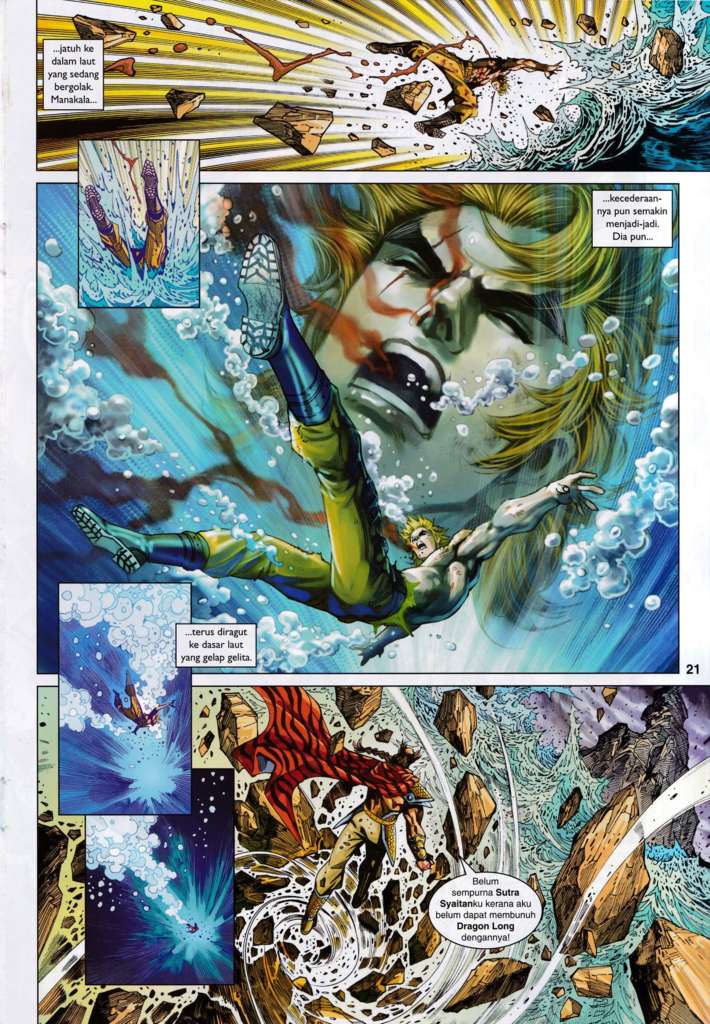 ...jatuh ke
dalam laut
yang sedang
bergolak.
Manakala...
...kecederaan-
nya pun semakin
menjadi-jadi.
Dia pun...
...terus diragut
ke dasar laut
yang gelap gelita.
21
Belum
sempurna Sutra
Syaitanku kerana aku
belum dapat membunuh
Dragon Long
dengannya!